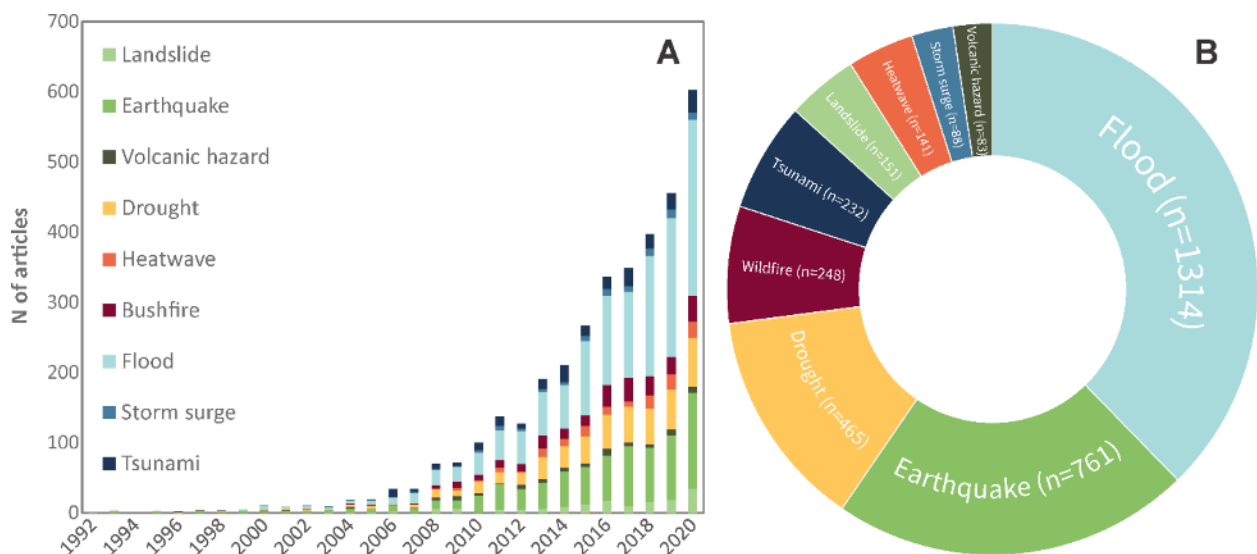 A
N of articles
700
600
500
400
300
200
100
0
Landslide
Earthquake
Volcanic hazard
Drought
Heatwave
Bushfire
Flood
Storm surge
Tsunami
1992
1994
1996
1998
2000
2002
2004
2006
2008
2010
2012
2014
2016
2018
2020
B
Flood (n=1314)
Earthquake (n=761)
Drought (n=465)
Wildfire (n=248)
Tsunami (n=232)
Landslide (n=151)
Heatwave (n=141)
Storm surge (n=88)
Volcanic hazard (n=83)